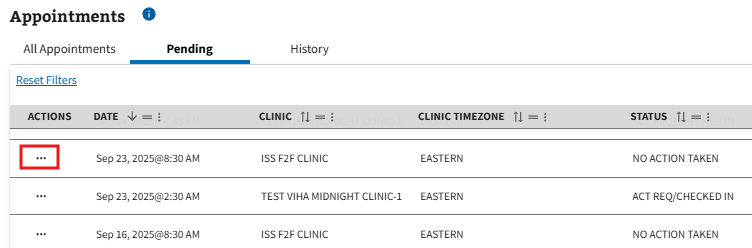 Appointments
All Appointments Pending History
Reset Filters
ACTIONS DATE CLINIC CLINIC TIMEZONE STATUS
... Sep 23, 2025@8:30 AM ISS F2F CLINIC EASTERN NO ACTION TAKEN
... Sep 23, 2025@2:30 AM TEST VIHA MIDNIGHT CLINIC-1 EASTERN ACT REQ/CHECKED IN
... Sep 16, 2025@8:30 AM ISS F2F CLINIC EASTERN NO ACTION TAKEN